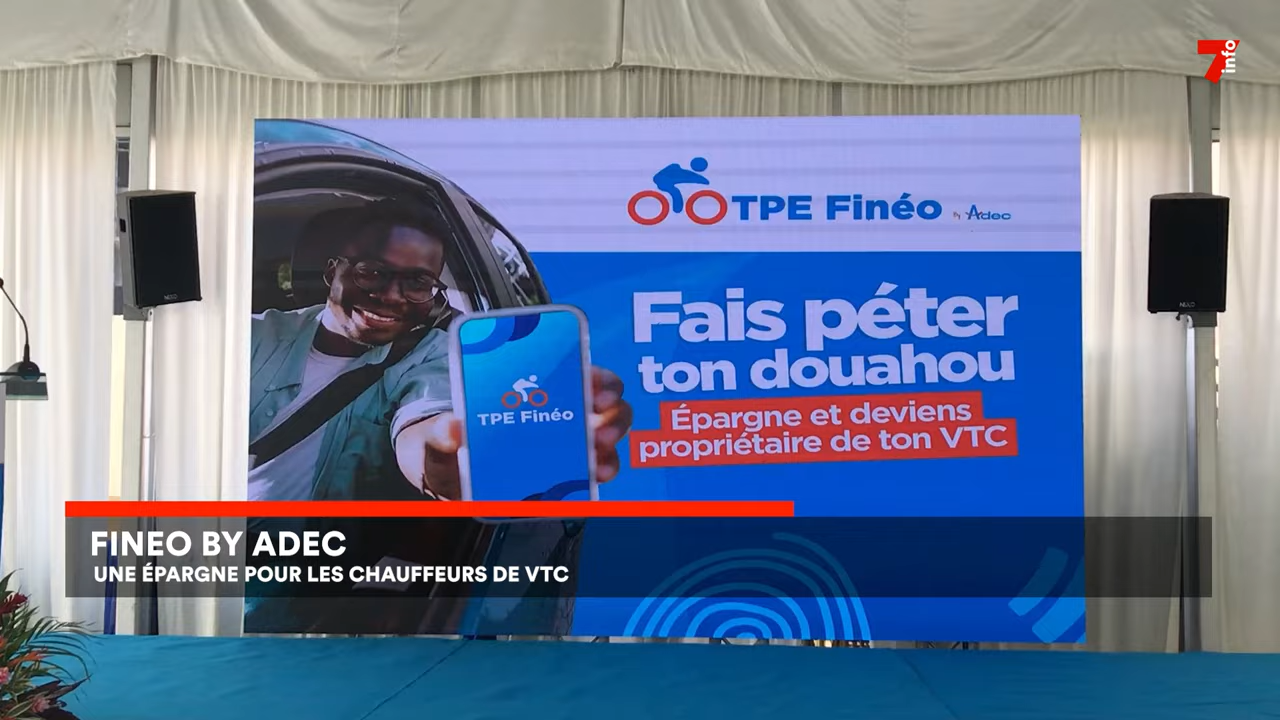 7info
TPE Finéo by Adec
Fais péter
ton douahou
Épargne et deviens
propriétaire de ton VTC
TPE Finéo
FINEO BY ADEC
UNE ÉPARGNE POUR LES CHAUFFEURS DE VTC